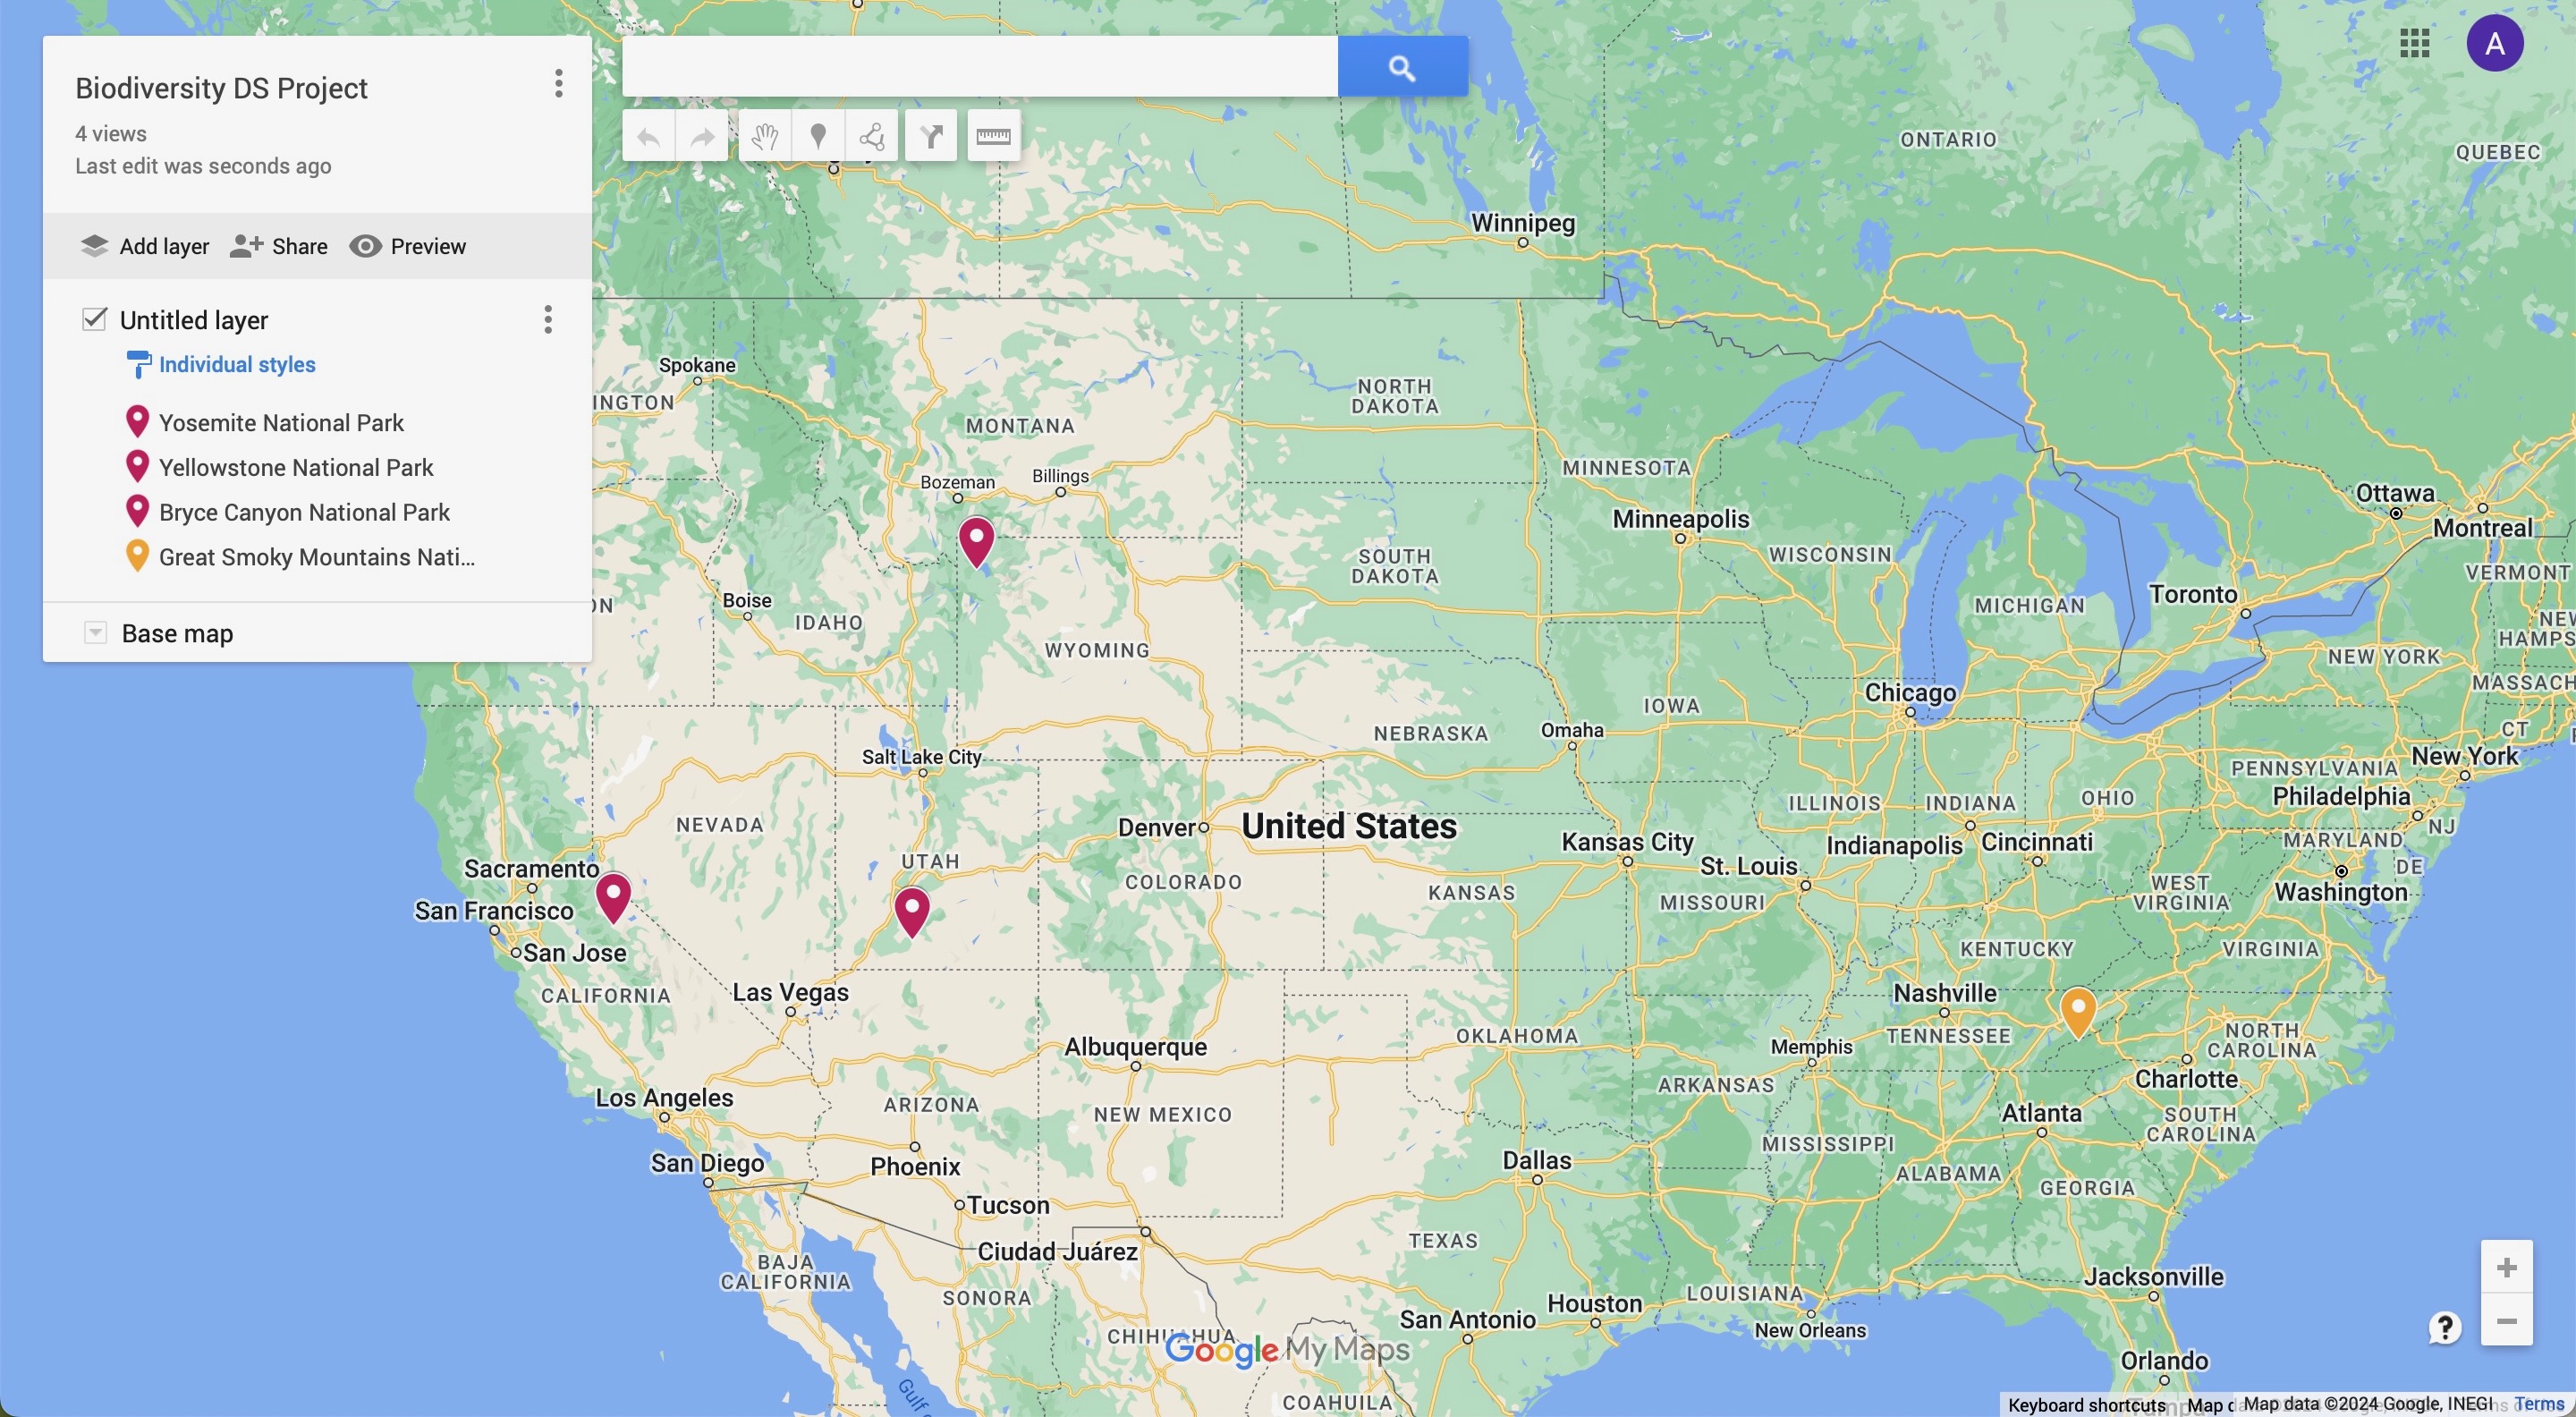 Biodiversity DS Project
4 views
Last edit was seconds ago
Add layer
Share
Preview
Untitled layer
Individual styles
Yosemite National Park
Yellowstone National Park
Bryce Canyon National Park
Great Smoky Mountains Nati...
Base map
A
ONTARIO
QUEBEC
Winnipeg
Spokane
INGTON
MONTANA
NORTH
DAKOTA
Bozeman
Billings
MINNESOTA
Minneapolis
WISCONSIN
SOUTH
DAKOTA
Ottawa
Montreal
VERMONT
Toronto
MICHIGAN
NEW
HAMPS
Boise
IDAHO
ON
WYOMING
NEW YORK
MASSACH
Chicago
IOWA
NEBRASKA
Omaha
CT
Salt Lake City
New York
PENNSYLVANIA
Philadelphia
NJ
ILLINOIS
INDIANA
OHIO
NEVADA
Denver
United States
Kansas City
St. Louis
Indianapolis
Cincinnati
MARYLAND
DE
Washington
UTAH
COLORADO
KANSAS
MISSOURI
WEST
VIRGINIA
Sacramento
San Francisco
San Jose
CALIFORNIA
KENTUCKY
VIRGINIA
Las Vegas
Nashville
TENNESSEE
NORTH
CAROLINA
OKLAHOMA
Memphis
Albuquerque
ARKANSAS
Charlotte
Los Angeles
ARIZONA
NEW MEXICO
Atlanta
SOUTH
CAROLINA
MISSISSIPPI
San Diego
Phoenix
Dallas
ALABAMA
GEORGIA
Tucson
TEXAS
Ciudad Juárez
BAJA
CALIFORNIA
SONORA
Jacksonville
LOUISIANA
Houston
San Antonio
New Orleans
CHIHUAHUA
Google My Maps
Orlando
Gulf
COAHUILA
Keyboard shortcuts
Map data ©2024 Google, INEGI
Terms